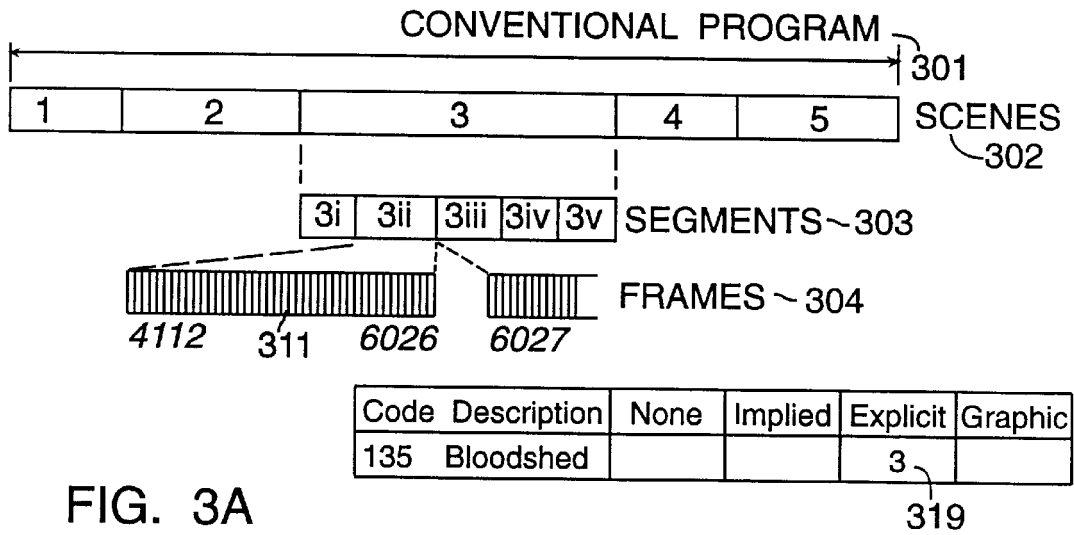 CONVENTIONAL PROGRAM
301
1 2 3 4 5 SCENES
302
3i 3ii 3iii 3iv 3v SEGMENTS 303
FRAMES 304
4112 311 6026 6027
Code Description None Implied Explicit Graphic
135 Bloodshed 3
319
FIG. 3A